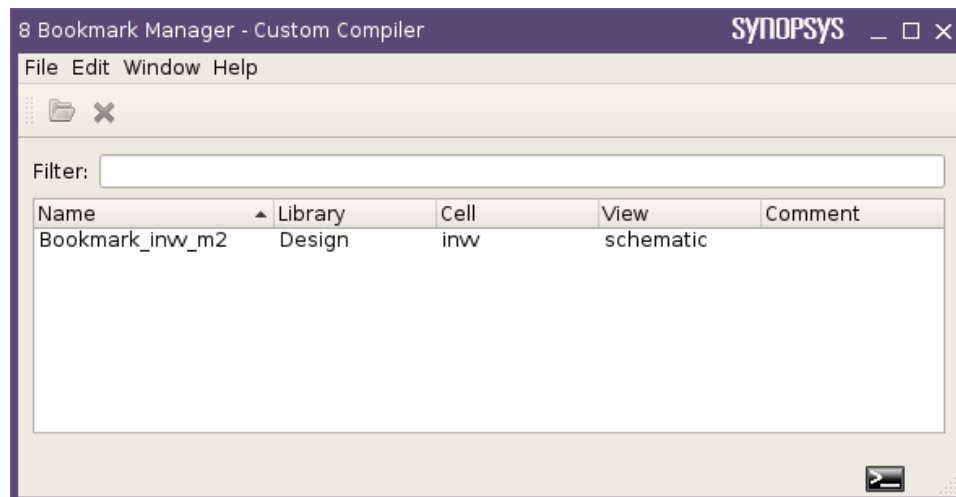 8 Bookmark Manager - Custom Compiler SYNOPSYS
File Edit Window Help
Filter:
Name Library Cell View Comment
Bookmark_invv_m2 Design invv schematic